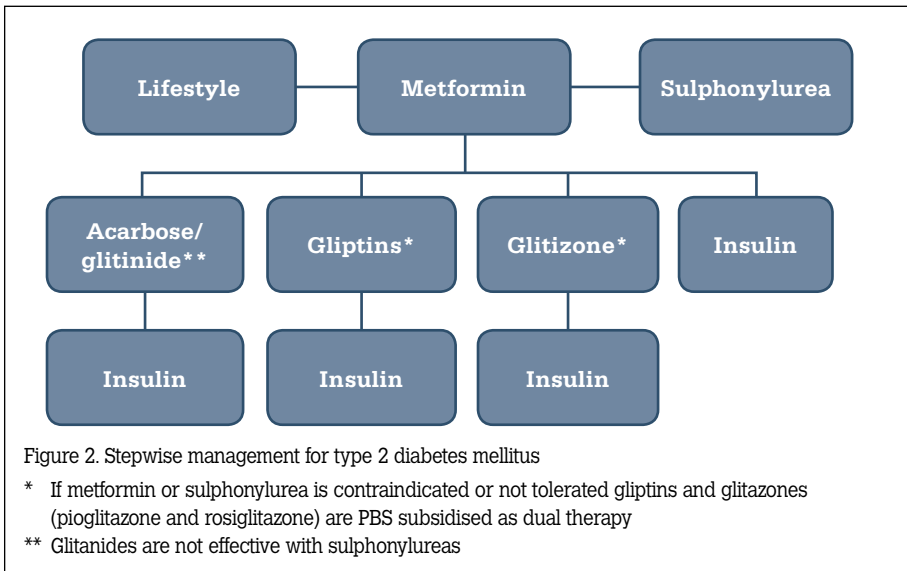 Lifestyle
Metformin
Sulphonylurea
Acarbose/
glitinide**
Gliptins*
Glitizone*
Insulin
Insulin
Insulin
Insulin
Figure 2. Stepwise management for type 2 diabetes mellitus
* If metformin or sulphonylurea is contraindicated or not tolerated gliptins and glitazones
(pioglitazone and rosiglitazone) are PBS subsidised as dual therapy
** Glitanides are not effective with sulphonylureas